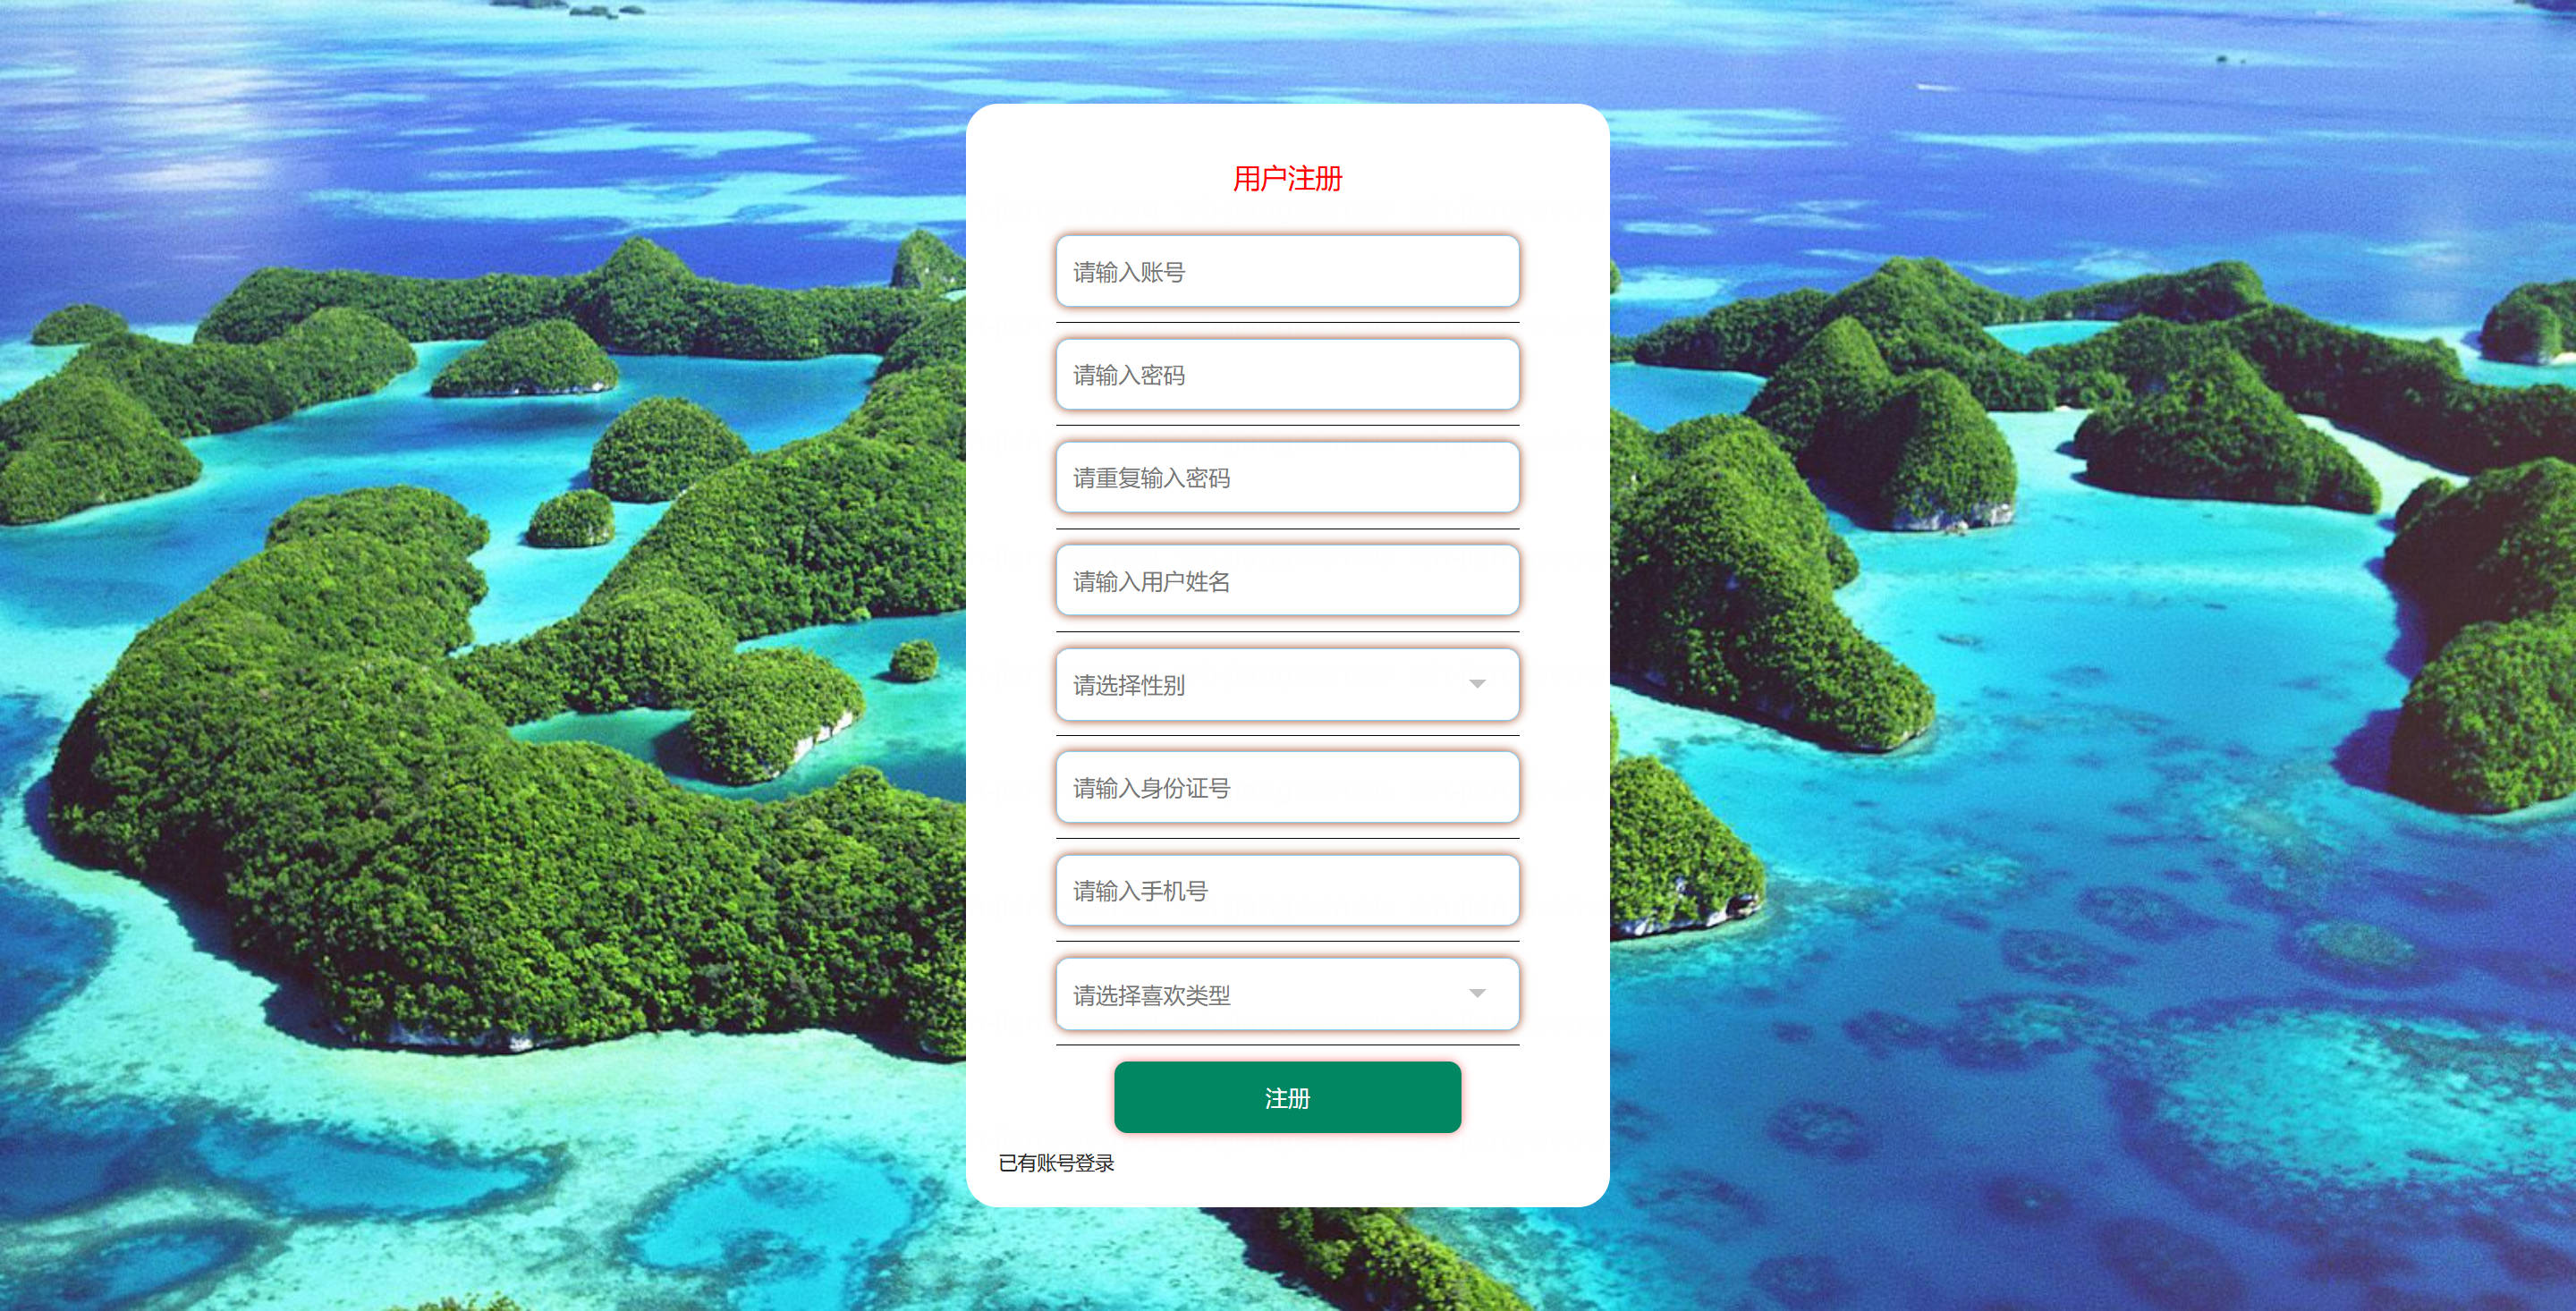 用户注册
请输入账号
请输入密码
请重复输入密码
请输入用户姓名
请选择性别
请输入身份证号
请输入手机号
请选择喜欢类型
注册
已有账号登录